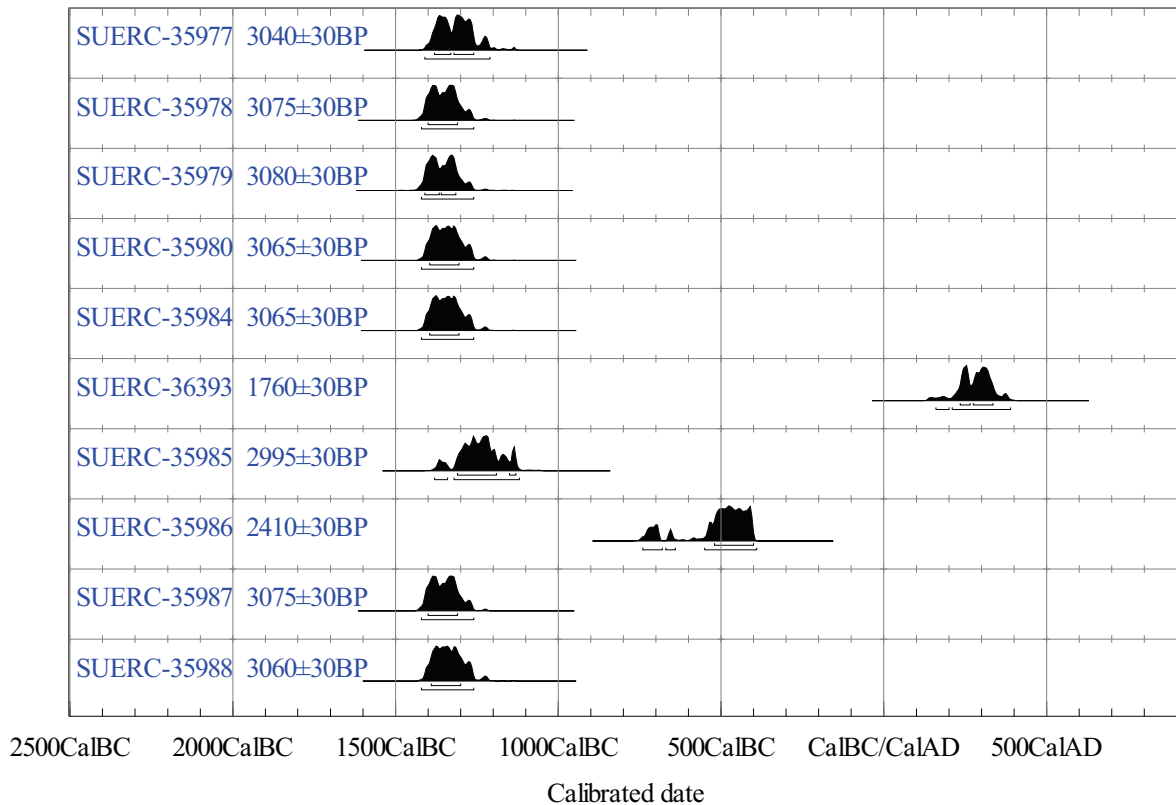 SUERC-35977 3040±30BP
SUERC-35978 3075±30BP
SUERC-35979 3080±30BP
SUERC-35980 3065±30BP
SUERC-35984 3065±30BP
SUERC-36393 1760±30BP
SUERC-35985 2995±30BP
SUERC-35986 2410±30BP
SUERC-35987 3075±30BP
SUERC-35988 3060±30BP
2500CalBC 2000CalBC 1500CalBC 1000CalBC 500CalBC CalBC/CalAD 500CalAD
Calibrated date